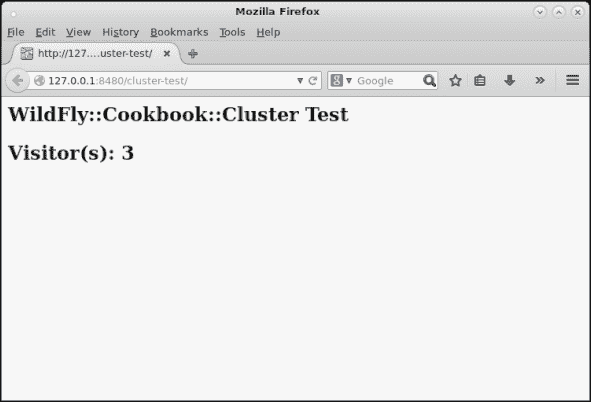 Mozilla Firefox
File Edit View History Bookmarks Tools Help
http://127....uster-test/
127.0.0.1:8480/cluster-test/ Google
WildFly::Cookbook::Cluster Test
Visitor(s): 3